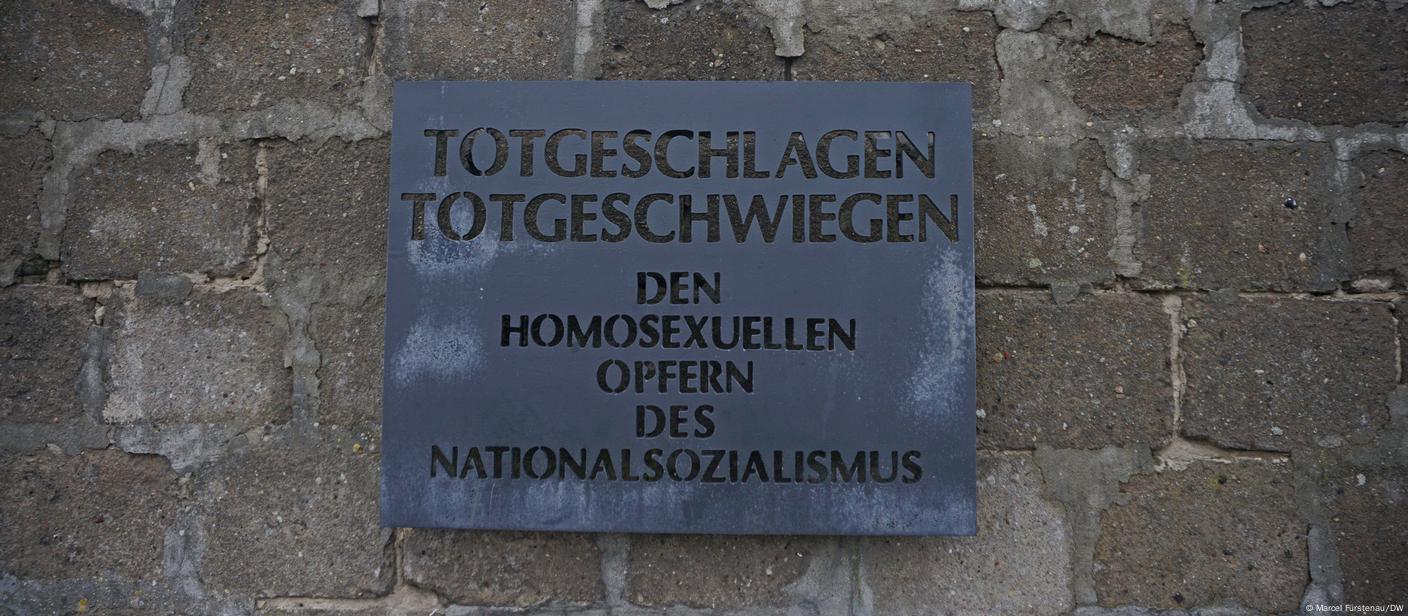 TOTGESCHLAGEN
TOTGESCHWIEGEN
DEN
HOMOSEXUELLEN
OPFERN
DES
NATIONALSOZIALISMUS
© Marcel Fürstenau/DW